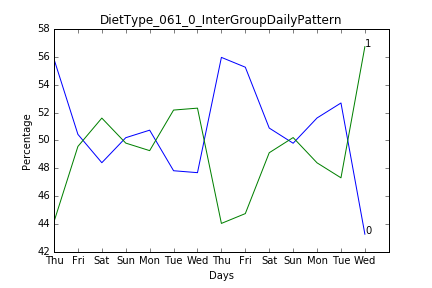 DietType_061_0_InterGroupDailyPattern
58
56
54
52
50
48
46
44
42
Percentage
1
0
Thu Fri Sat Sun Mon Tue Wed Thu Fri Sat Sun Mon Tue Wed
Days